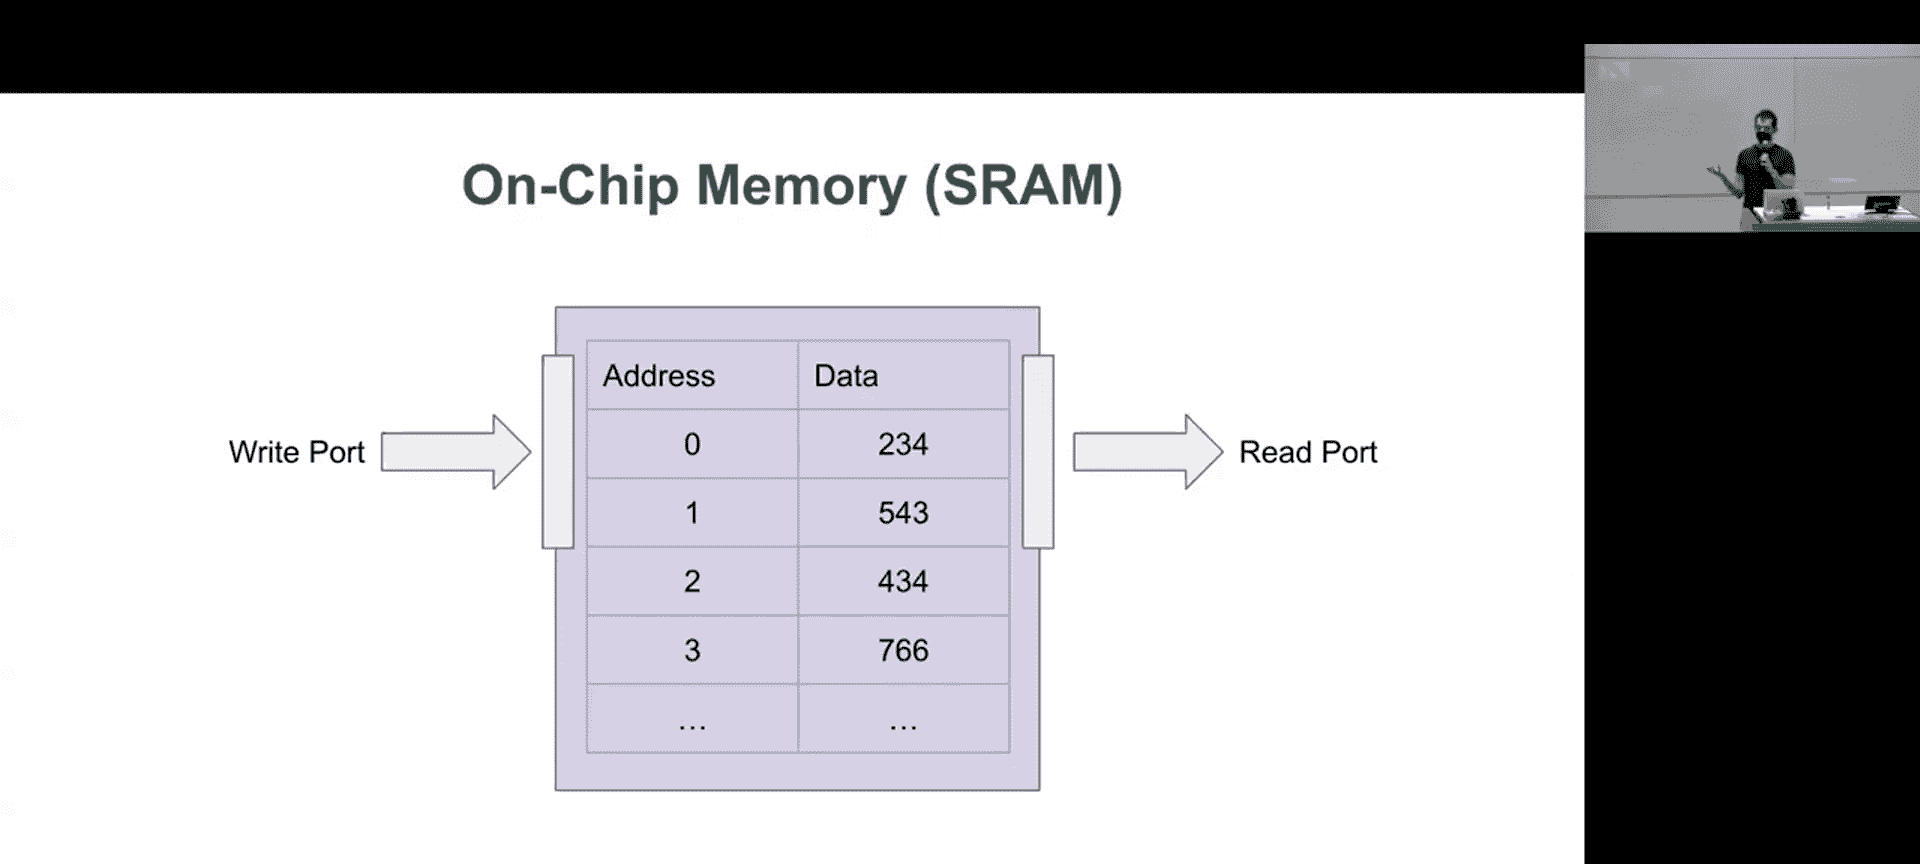 On-Chip Memory (SRAM)
Address Data
0 234
Write Port
Read Port
1 543
2 434
3 766
... ...